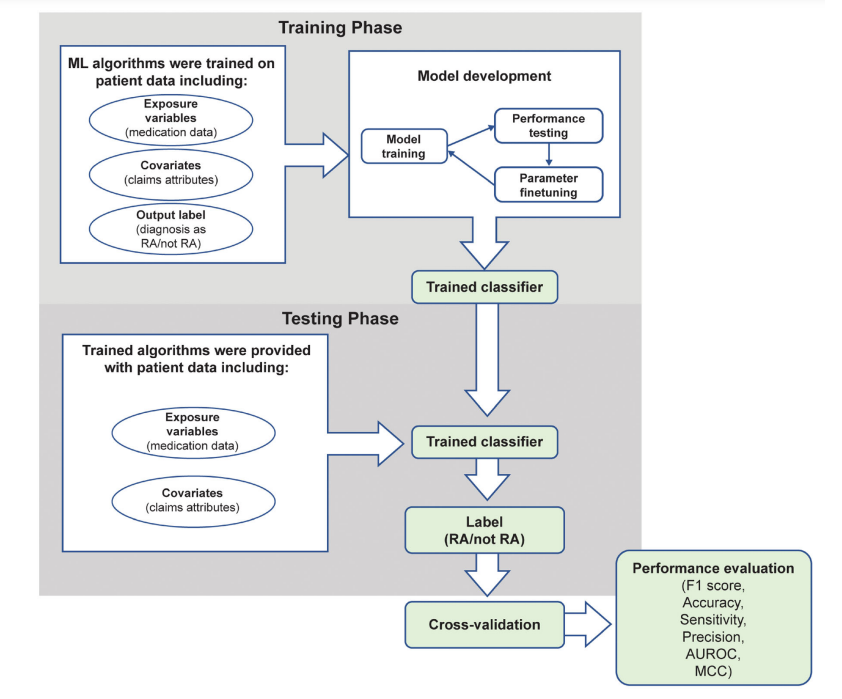 Training Phase
ML algorithms were trained on
patient data including:
Exposure
variables
(medication data)
Covariates
(claims attributes)
Output label
(diagnosis as
RA/not RA)
Model development
Model
training
Performance
testing
Parameter
finetuning
Trained classifier
Testing Phase
Trained algorithms were provided
with patient data including:
Exposure
variables
(medication data)
Covariates
(claims attributes)
Trained classifier
Label
(RA/not RA)
Cross-validation
Performance evaluation
(F1 score,
Accuracy,
Sensitivity,
Precision,
AUROC,
MCC)